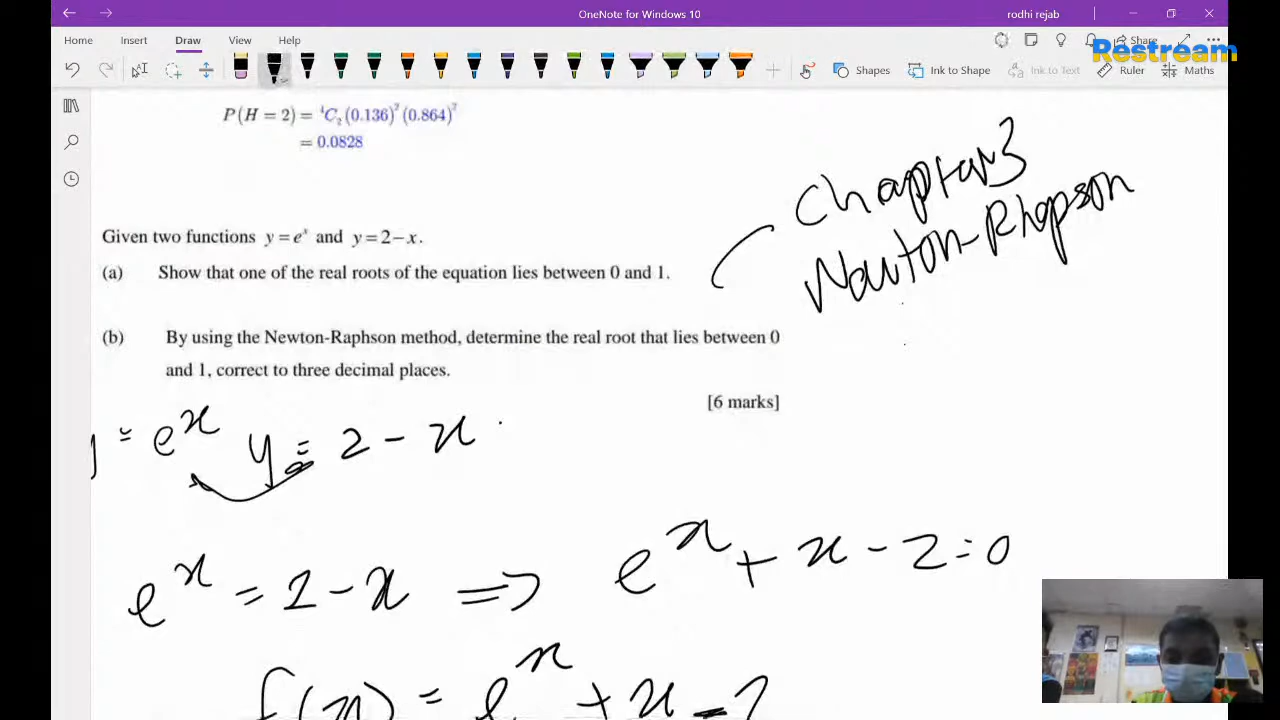 OneNote for Windows 10
rodhi rejab
Home Insert Draw View Help
Share
Restream
Shapes Ink to Shape Ink to Text Ruler Maths
P(H = 2) = ⁴C₂ (0.136)² (0.864)²
= 0.0828
Chapter 3
Newton-Rhapson
Given two functions y = eˣ and y = 2 − x.
(a) Show that one of the real roots of the equation lies between 0 and 1.
(b) By using the Newton-Raphson method, determine the real root that lies between 0
and 1, correct to three decimal places.
[6 marks]
y = eˣ y = 2 - x
eˣ = 2 - x ⇒ eˣ + x - 2 = 0
f(x) = eˣ + x - 2